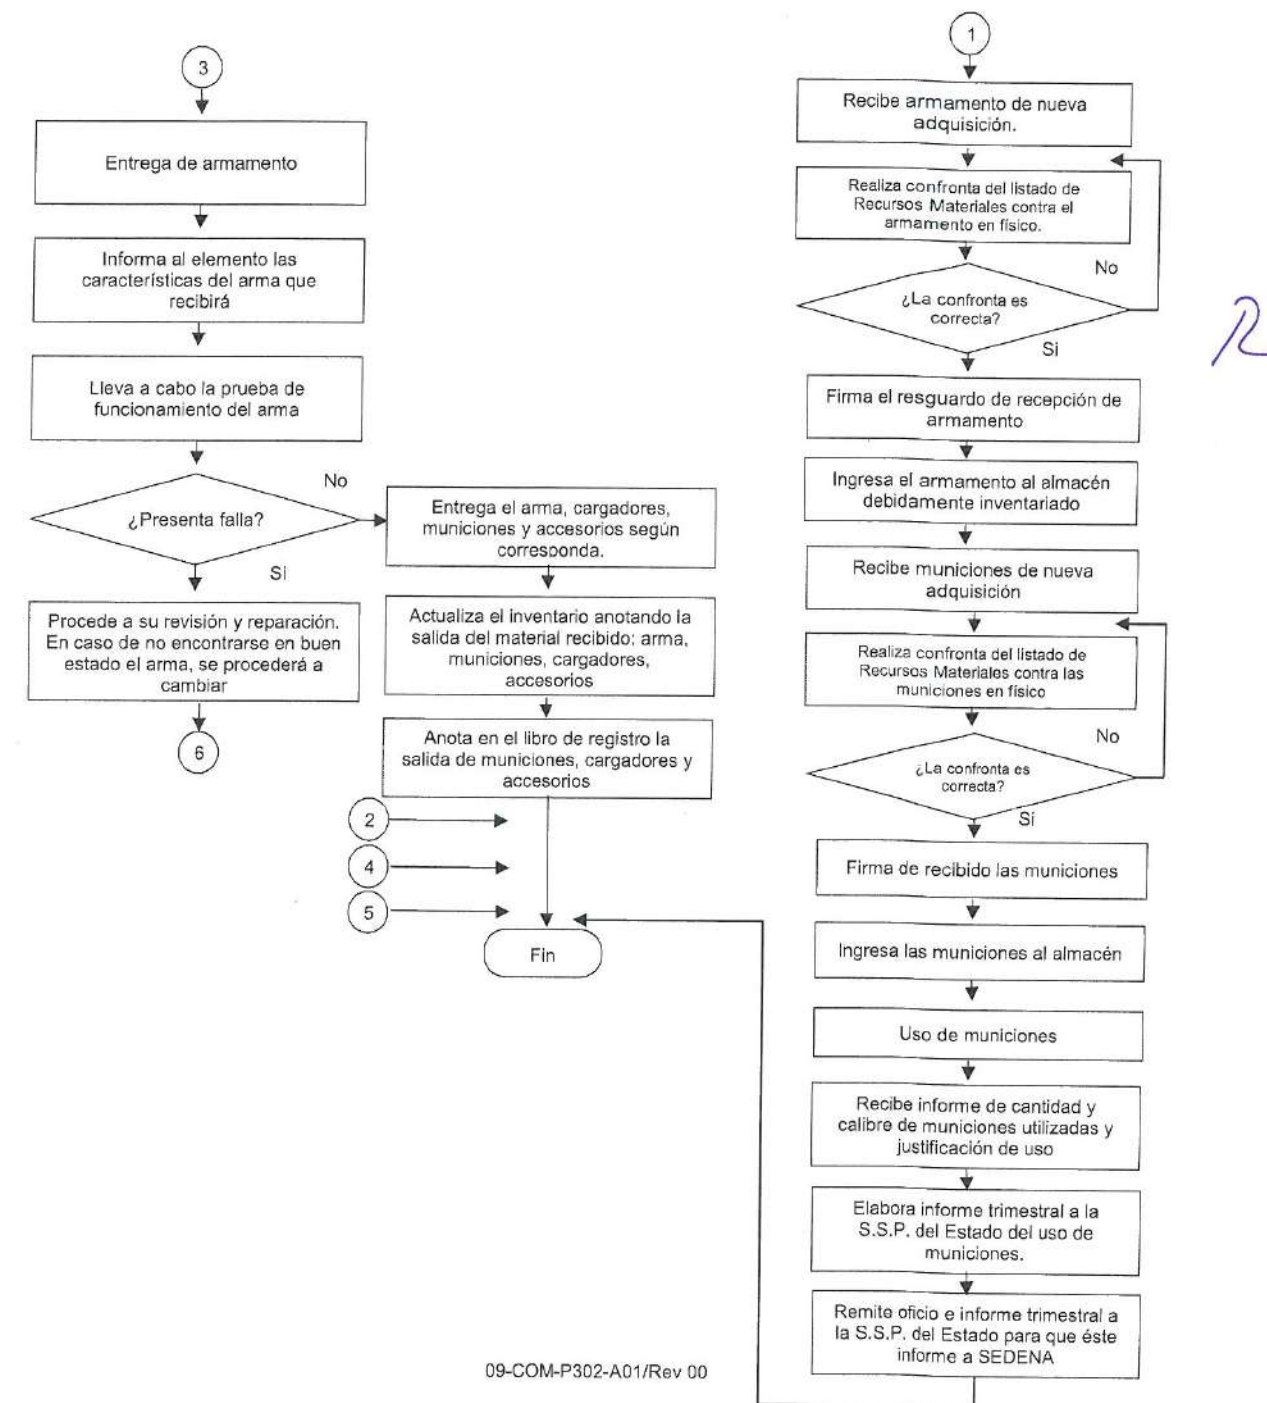 3
Entrega de armamento
Informa al elemento las
características del arma que
recibirá
Lleva a cabo la prueba de
funcionamiento del arma
¿Presenta falla?
No
Si
Procede a su revisión y reparación.
En caso de no encontrarse en buen
estado el arma, se procederá a
cambiar
6
Entrega el arma, cargadores,
municiones y accesorios según
corresponda.
Actualiza el inventario anotando la
salida del material recibido: arma,
municiones, cargadores,
accesorios
Anota en el libro de registro la
salida de municiones, cargadores y
accesorios
2
4
5
Fin
1
Recibe armamento de nueva
adquisición.
Realiza confronta del listado de
Recursos Materiales contra el
armamento en físico.
¿La confronta es
correcta?
No
Si
Firma el resguardo de recepción de
armamento
Ingresa el armamento al almacén
debidamente inventariado
Recibe municiones de nueva
adquisición
Realiza confronta del listado de
Recursos Materiales contra las
municiones en físico
¿La confronta es
correcta?
No
Si
Firma de recibido las municiones
Ingresa las municiones al almacén
Uso de municiones
Recibe informe de cantidad y
calibre de municiones utilizadas y
justificación de uso
Elabora informe trimestral a la
S.S.P. del Estado del uso de
municiones.
Remite oficio e informe trimestral a
la S.S.P. del Estado para que éste
informe a SEDENA
09-COM-P302-A01/Rev 00